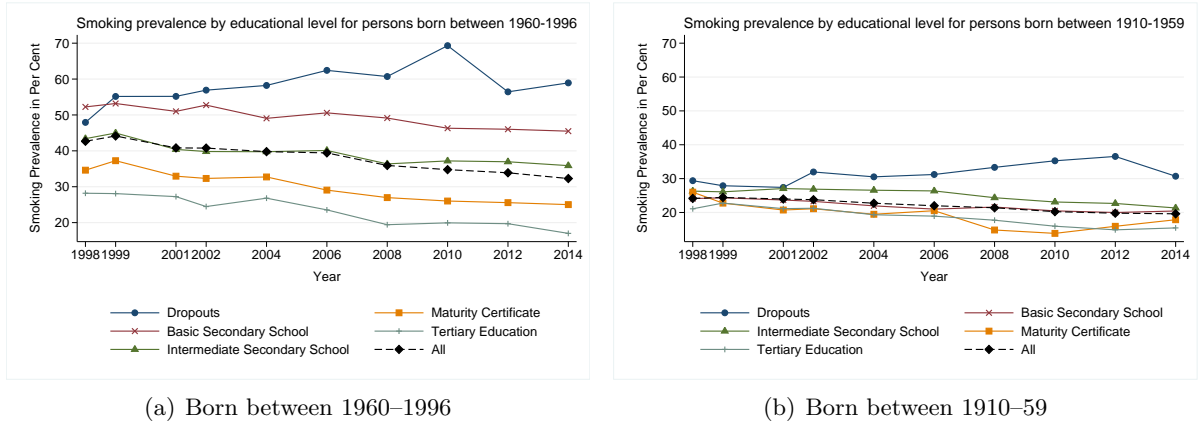 Smoking prevalence by educational level for persons born between 1960-1996
Smoking Prevalence in Per Cent
70
60
50
40
30
20
1998 1999 2001 2002 2004 2006 2008 2010 2012 2014
Year
Dropouts Maturity Certificate
Basic Secondary School Tertiary Education
Intermediate Secondary School All
(a) Born between 1960–1996
Smoking prevalence by educational level for persons born between 1910-1959
Smoking Prevalence in Per Cent
70
60
50
40
30
20
1998 1999 2001 2002 2004 2006 2008 2010 2012 2014
Year
Dropouts Basic Secondary School
Intermediate Secondary School Maturity Certificate
Tertiary Education All
(b) Born between 1910–59